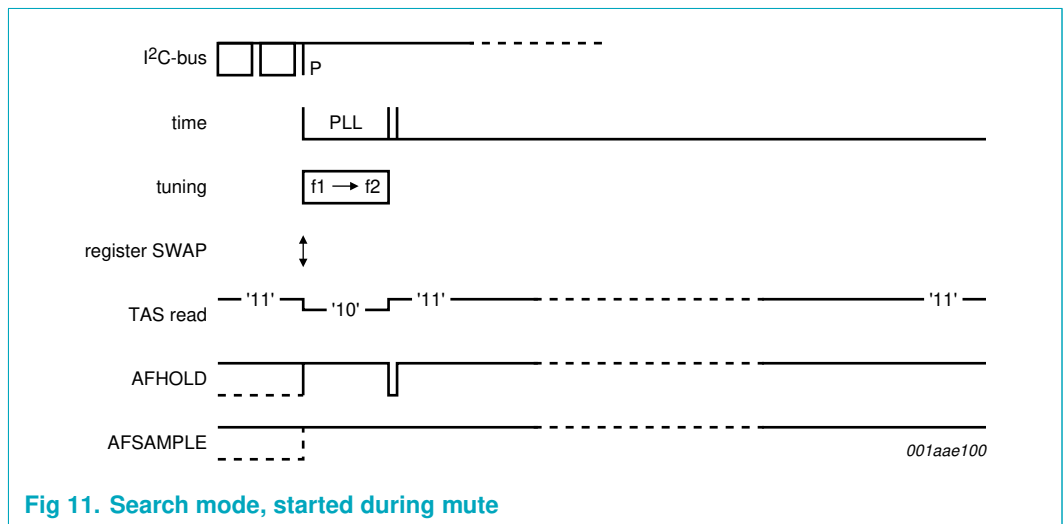 I²C-bus
P
time
PLL
tuning
f1 → f2
register SWAP
TAS read
'11'
'10'
'11'
'11'
AFHOLD
AFSAMPLE
001aae100
Fig 11. Search mode, started during mute